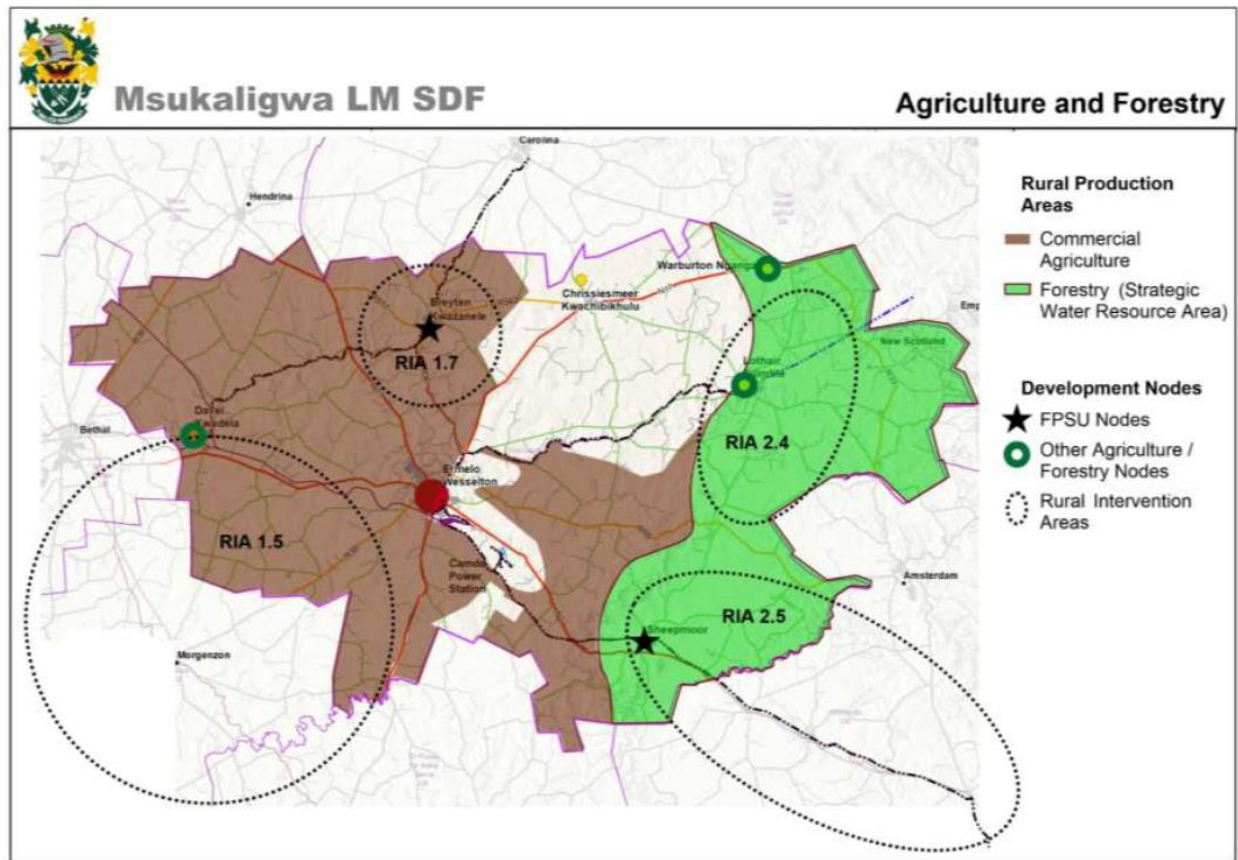 Msukaligwa LM SDF
Agriculture and Forestry
Carolina
Hendrina
Warburton
Breyten
Kwazanele
Chrissiesmeer
Kwachibikhulu
RIA 1.7
New Scotland
Lothair
Bethal
RIA 2.4
Ermelo
Wesselton
RIA 1.5
Power
Station
Amsterdam
RIA 2.5
Sheepmoor
Morgenzon
Rural Production
Areas
Commercial
Agriculture
Forestry (Strategic
Water Resource Area)
Development Nodes
FPSU Nodes
Other Agriculture /
Forestry Nodes
Rural Intervention
Areas